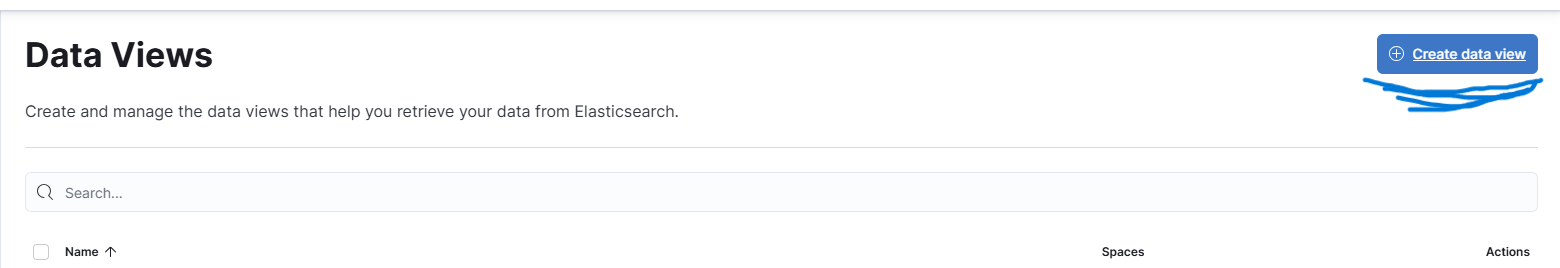 Data Views
Create data view
Create and manage the data views that help you retrieve your data from Elasticsearch.
Search...
Name Spaces Actions